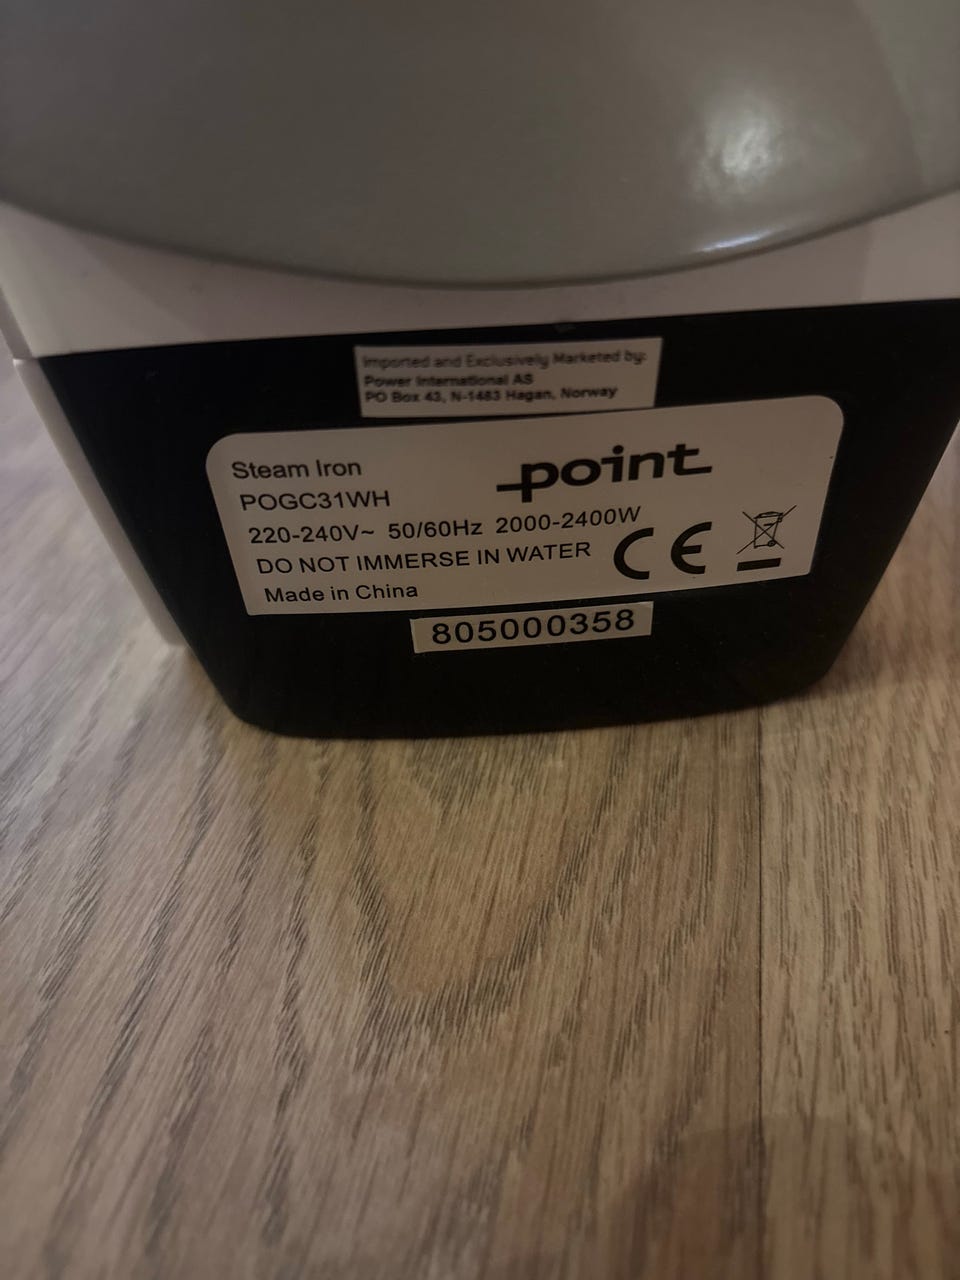 Imported and Exclusively Marketed by:
Power International AS
PO Box 43, N-1483 Hagan, Norway
Steam Iron
point
POGC31WH
220-240V~ 50/60Hz 2000-2400W
DO NOT IMMERSE IN WATER
CE
Made in China
805000358